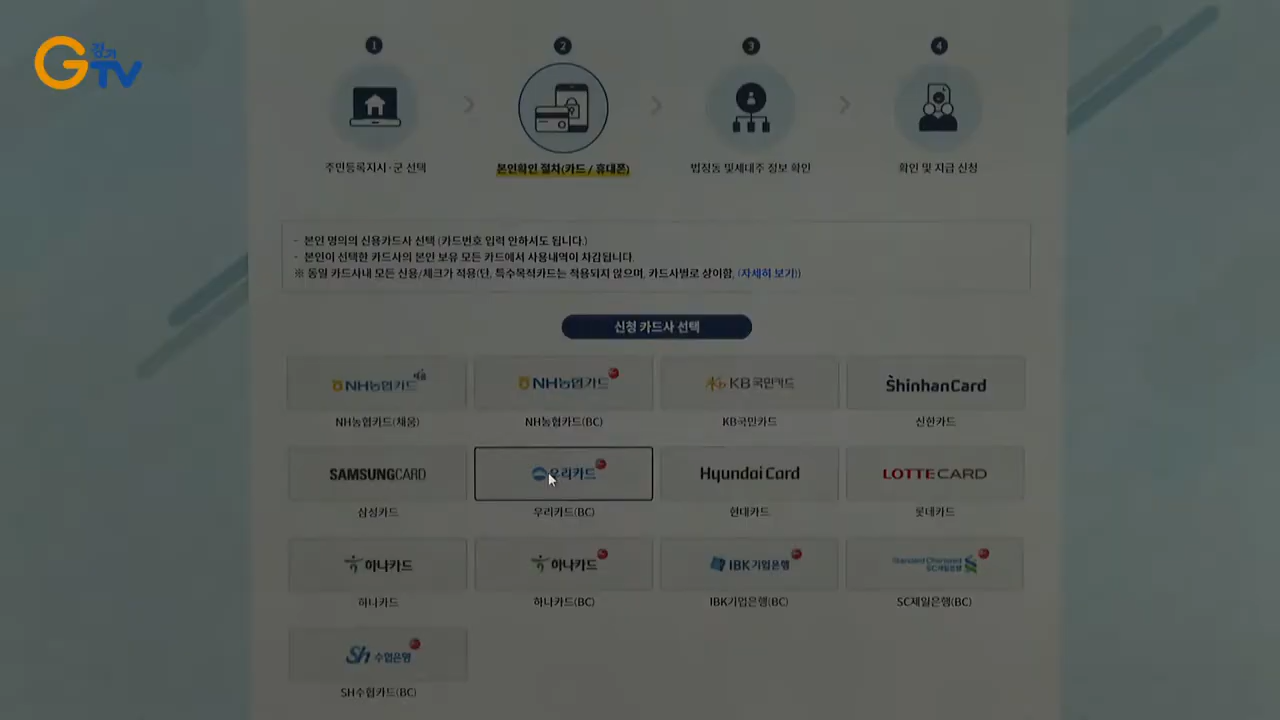 경기
GTV
1
2
3
4
주민등록지시·군 선택
본인확인 절차(카드 / 휴대폰)
법정동 및세대주 정보 확인
확인 및 지급 신청
- 본인 명의의 신용카드사 선택 (카드번호 입력 안하셔도 됩니다.)
- 본인이 선택한 카드사의 본인 보유 모든 카드에서 사용내역이 차감됩니다.
※ 동일 카드사내 모든 신용/체크가 적용(단, 특수목적카드는 적용되지 않으며, 카드사별로 상이함, (자세히 보기))
신청 카드사 선택
NH농협카드 채움
NH농협카드
KB국민카드
ShinhanCard
NH농협카드(채움)
NH농협카드(BC)
KB국민카드
신한카드
SAMSUNG CARD
우리카드
Hyundai Card
LOTTE CARD
삼성카드
우리카드(BC)
현대카드
롯데카드
하나카드
하나카드
IBK기업은행
Standard Chartered
SC제일은행
하나카드
하나카드(BC)
IBK기업은행(BC)
SC제일은행(BC)
Sh수협은행
SH수협카드(BC)